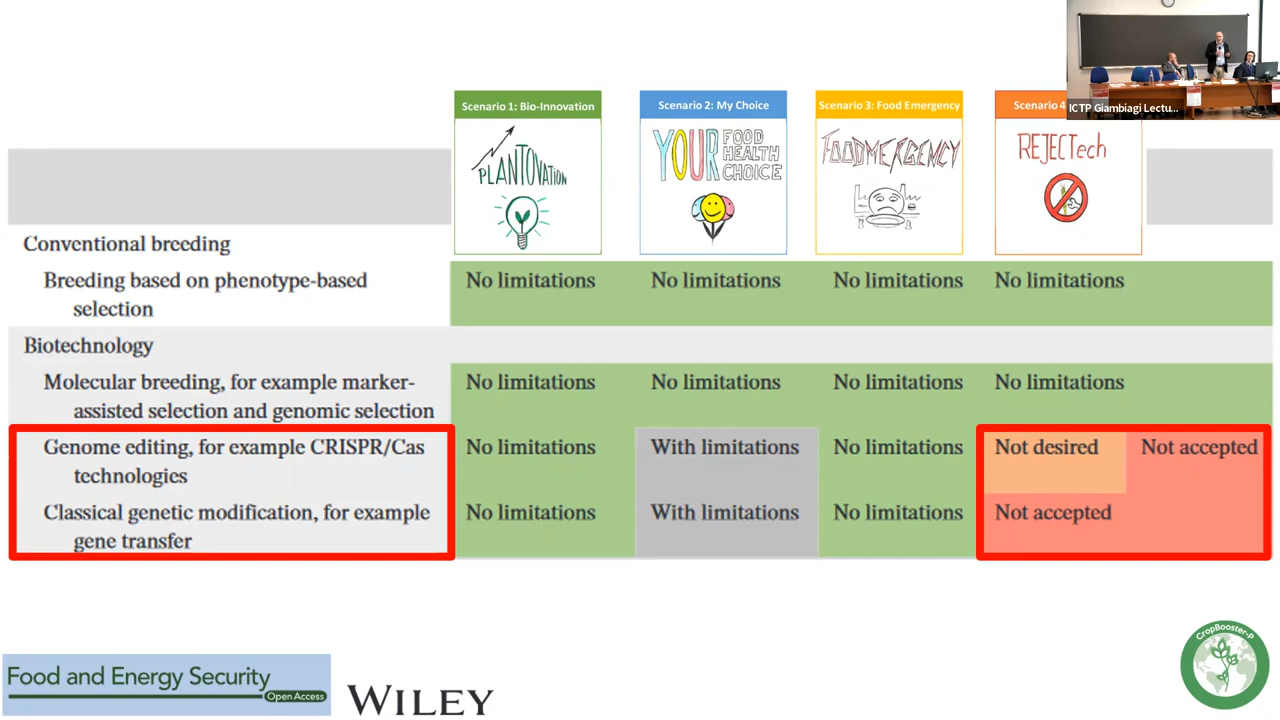 Scenario 1: Bio-Innovation
Scenario 2: My Choice
Scenario 3: Food Emergency
Scenario 4
ICTP Giambiagi Lectu...
PLANTOVATION
YOUR FOOD HEALTH CHOICE
FOODMERGENCY
REJECTech
Conventional breeding
Breeding based on phenotype-based
selection
No limitations
No limitations
No limitations
No limitations
Biotechnology
Molecular breeding, for example marker-
assisted selection and genomic selection
No limitations
No limitations
No limitations
No limitations
Genome editing, for example CRISPR/Cas
technologies
No limitations
With limitations
No limitations
Not desired
Not accepted
Classical genetic modification, for example
gene transfer
No limitations
With limitations
No limitations
Not accepted
Food and Energy Security
Open Access
WILEY
CropBooster-P